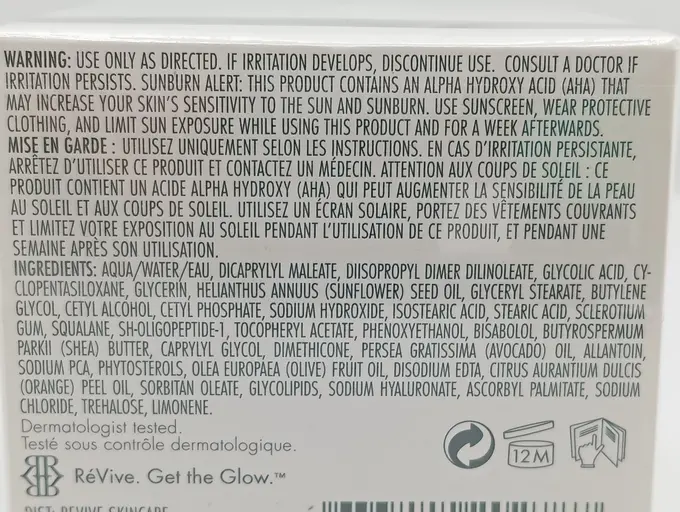 WARNING: USE ONLY AS DIRECTED. IF IRRITATION DEVELOPS, DISCONTINUE USE. CONSULT A DOCTOR IF
IRRITATION PERSISTS. SUNBURN ALERT: THIS PRODUCT CONTAINS AN ALPHA HYDROXY ACID (AHA) THAT
MAY INCREASE YOUR SKIN'S SENSITIVITY TO THE SUN AND SUNBURN. USE SUNSCREEN, WEAR PROTECTIVE
CLOTHING, AND LIMIT SUN EXPOSURE WHILE USING THIS PRODUCT AND FOR A WEEK AFTERWARDS.
MISE EN GARDE : UTILISEZ UNIQUEMENT SELON LES INSTRUCTIONS. EN CAS D'IRRITATION PERSISTANTE,
ARRÊTEZ D'UTILISER CE PRODUIT ET CONTACTEZ UN MÉDECIN. ATTENTION AUX COUPS DE SOLEIL : CE
PRODUIT CONTIENT UN ACIDE ALPHA HYDROXY (AHA) QUI PEUT AUGMENTER LA SENSIBILITÉ DE LA PEAU
AU SOLEIL ET AUX COUPS DE SOLEIL. UTILISEZ UN ÉCRAN SOLAIRE, PORTEZ DES VÊTEMENTS COUVRANTS
ET LIMITEZ VOTRE EXPOSITION AU SOLEIL PENDANT L'UTILISATION DE CE PRODUIT, ET PENDANT UNE
SEMAINE APRÈS SON UTILISATION.
INGREDIENTS: AQUA/WATER/EAU, DICAPRYLYL MALEATE, DIISOPROPYL DIMER DILINOLEATE, GLYCOLIC ACID, CY-
CLOPENTASILOXANE, GLYCERIN, HELIANTHUS ANNUUS (SUNFLOWER) SEED OIL, GLYCERYL STEARATE, BUTYLENE
GLYCOL, CETYL ALCOHOL, CETYL PHOSPHATE, SODIUM HYDROXIDE, ISOSTEARIC ACID, STEARIC ACID, SCLEROTIUM
GUM, SQUALANE, SH-OLIGOPEPTIDE-1, TOCOPHERYL ACETATE, PHENOXYETHANOL, BISABOLOL, BUTYROSPERMUM
PARKII (SHEA) BUTTER, CAPRYLYL GLYCOL, DIMETHICONE, PERSEA GRATISSIMA (AVOCADO) OIL, ALLANTOIN,
SODIUM PCA, PHYTOSTEROLS, OLEA EUROPAEA (OLIVE) FRUIT OIL, DISODIUM EDTA, CITRUS AURANTIUM DULCIS
(ORANGE) PEEL OIL, SORBITAN OLEATE, GLYCOLIPIDS, SODIUM HYALURONATE, ASCORBYL PALMITATE, SODIUM
CHLORIDE, TREHALOSE, LIMONENE.
Dermatologist tested.
Testé sous contrôle dermatologique.
12M
RéVive. Get the Glow.™
DIST: REVIVE SKINCARE